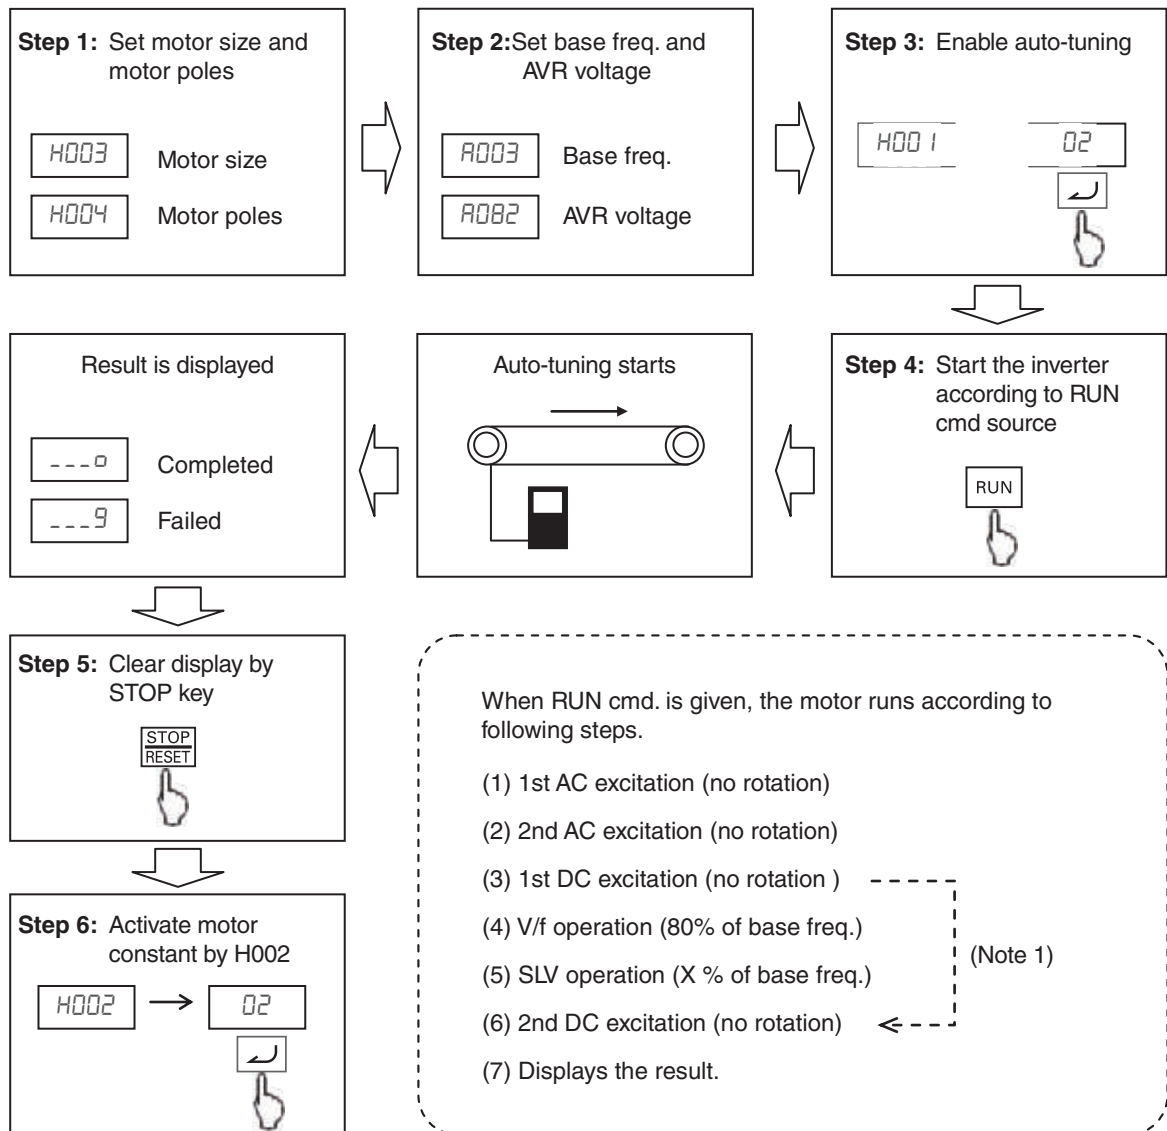 Step 1: Set motor size and
motor poles
H003 Motor size
H004 Motor poles
Step 2:Set base freq. and
AVR voltage
A003 Base freq.
A082 AVR voltage
Step 3: Enable auto-tuning
H001 02
Step 4: Start the inverter
according to RUN
cmd source
RUN
Auto-tuning starts
Result is displayed
___o Completed
___9 Failed
Step 5: Clear display by
STOP key
STOP
RESET
Step 6: Activate motor
constant by H002
H002 02
When RUN cmd. is given, the motor runs according to
following steps.
(1) 1st AC excitation (no rotation)
(2) 2nd AC excitation (no rotation)
(3) 1st DC excitation (no rotation )
(4) V/f operation (80% of base freq.)
(5) SLV operation (X % of base freq.)
(Note 1)
(6) 2nd DC excitation (no rotation)
(7) Displays the result.